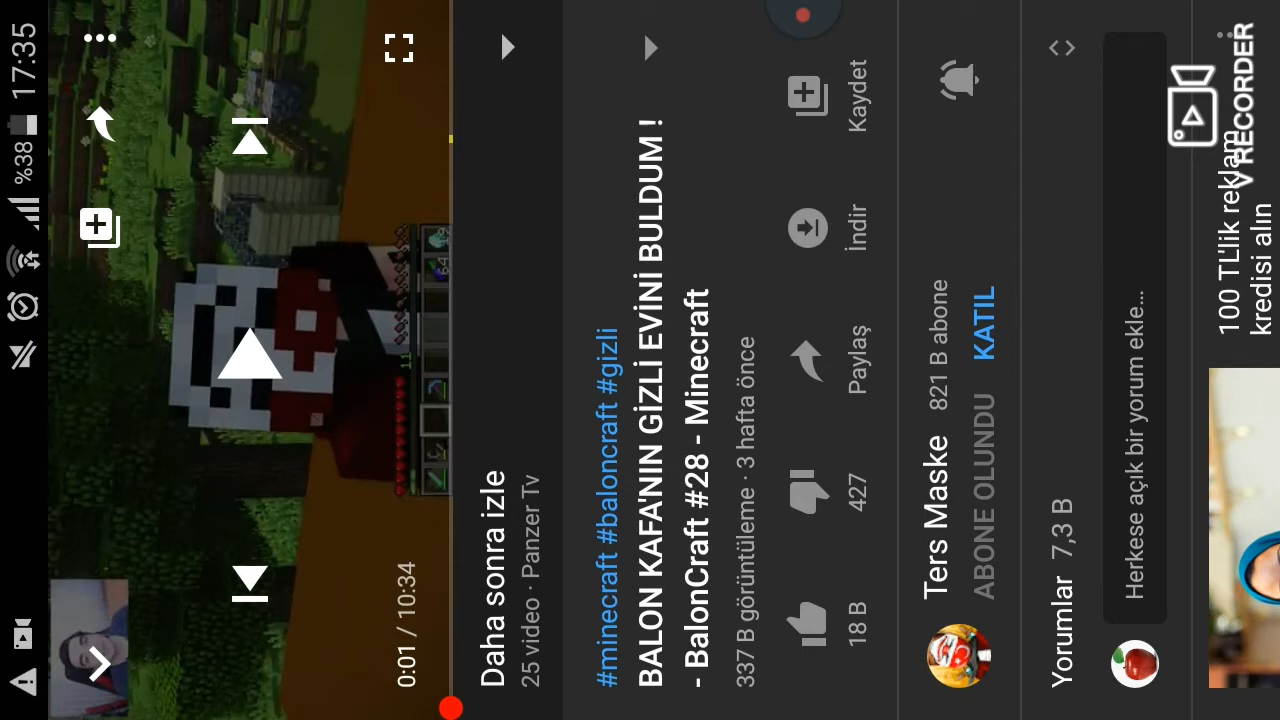 %38 17:35
11
64
0:01 / 10:34
Daha sonra izle
25 video · Panzer Tv
#minecraft #baloncraft #gizli
BALON KAFA'NIN GİZLİ EVİNİ BULDUM !
- BalonCraft #28 - Minecraft
337 B görüntüleme · 3 hafta önce
18 B
427
Paylaş
İndir
Kaydet
Ters Maske 821 B abone
ABONE OLUNDU KATIL
Yorumlar 7,3 B
Herkese açık bir yorum ekle...
100 TL'lik reklam
kredisi alın
V RECORDER